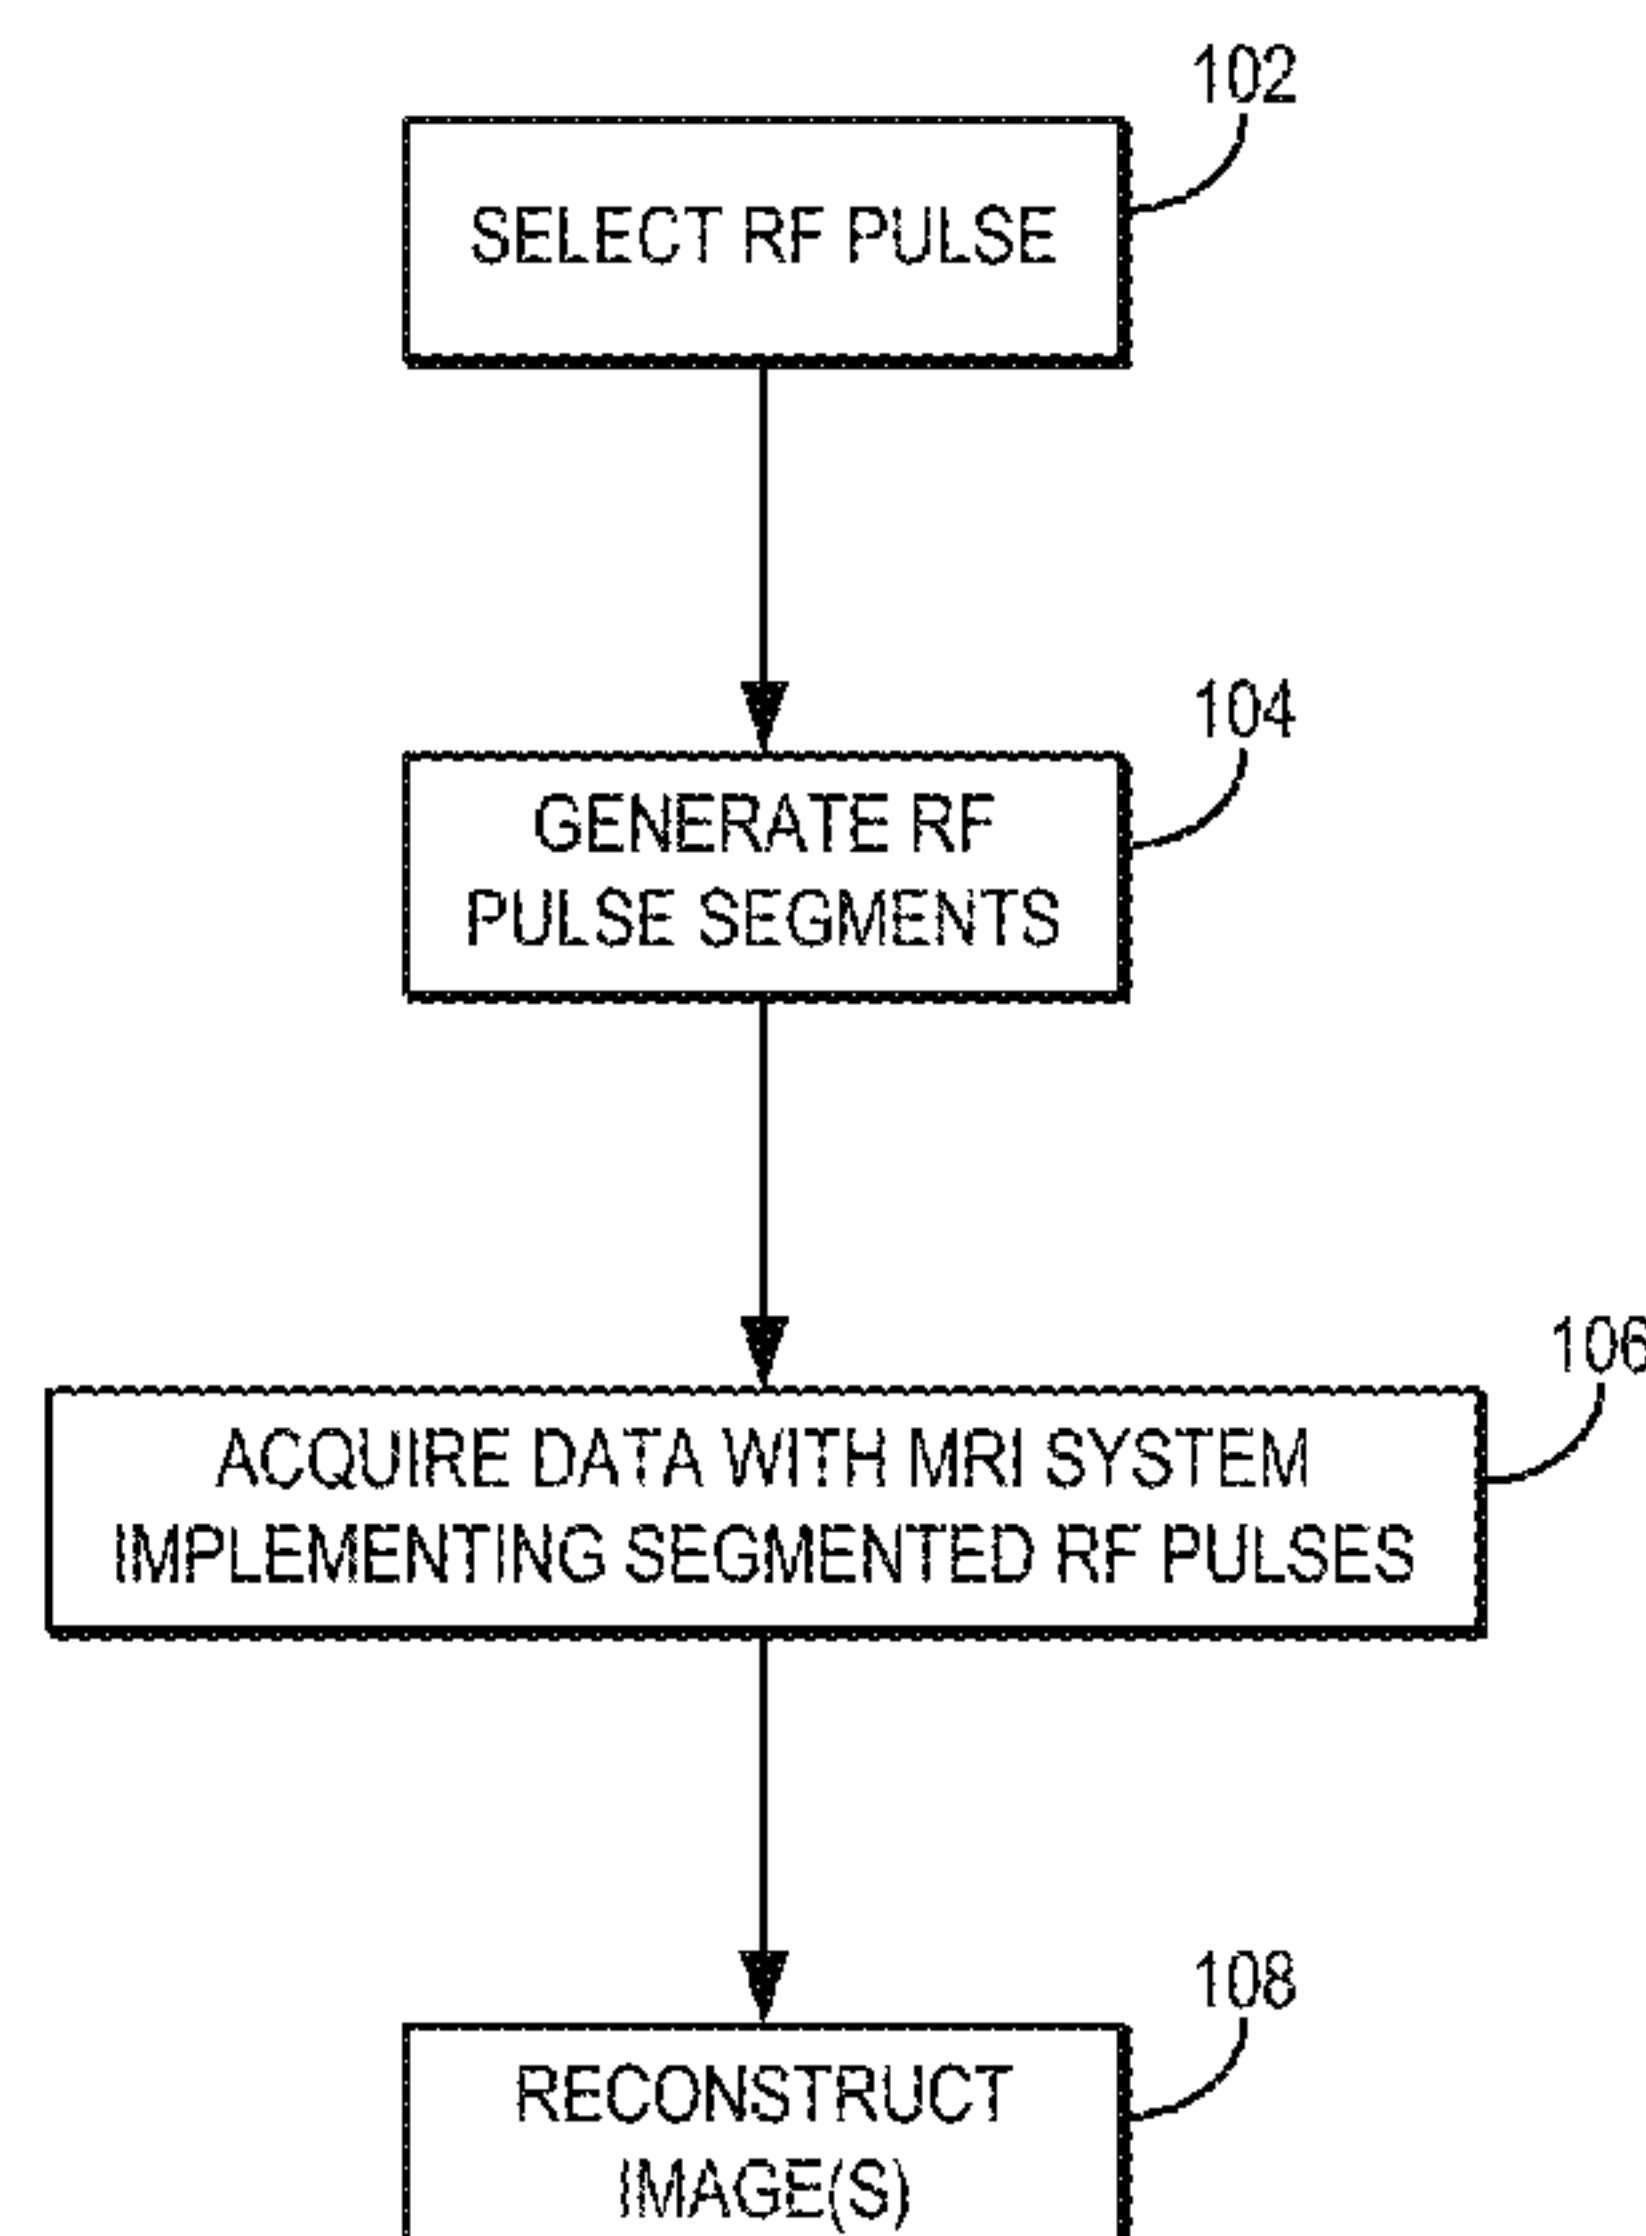 102
SELECT RF PULSE
104
GENERATE RF
PULSE SEGMENTS
106
ACQUIRE DATA WITH MRI SYSTEM
IMPLEMENTING SEGMENTED RF PULSES
108
RECONSTRUCT
IMAGE(S)